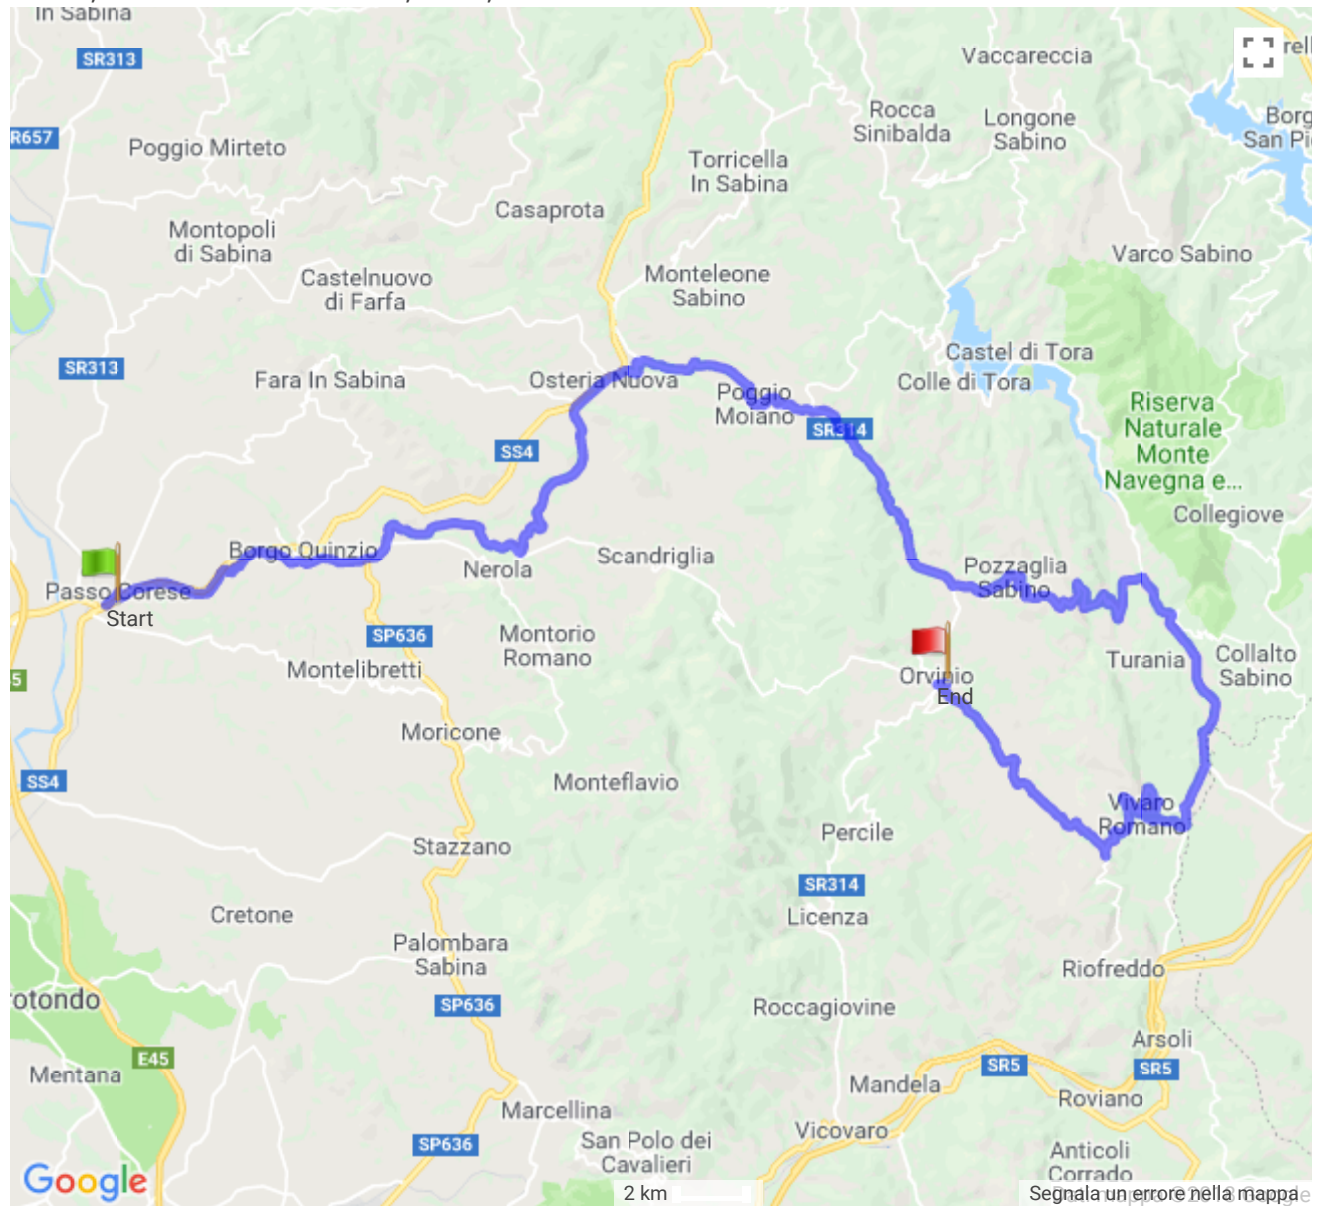 In Sabina
SR313
Vaccareccia
R657
Rocca
Sinibalda
Longone
Sabino
Borg
San Pi
Poggio Mirteto
Torricella
In Sabina
Casaprota
Montopoli
di Sabina
Varco Sabino
Castelnuovo
di Farfa
Monteleone
Sabino
SR313
Fara In Sabina
Osteria Nuova
Castel di Tora
Colle di Tora
Poggio
Moiano
SR314
Riserva
Naturale
Monte
Navegna e...
SS4
Collegiove
Borgo Quinzio
Nerola
Scandriglia
Pozzaglia
Sabino
Passo Corese
Start
SP636
Montorio
Romano
Montelibretti
Orvinio
End
Turania
Collalto
Sabino
5
Moricone
SS4
Monteflavio
Vivaro
Romano
Percile
Stazzano
SR314
Licenza
Cretone
Palombara
Sabina
Riofreddo
rotondo
SP636
Roccagiovine
Arsoli
E45
Mentana
SR5
SR5
Mandela
Roviano
Marcellina
Vicovaro
SP636
San Polo dei
Cavalieri
Anticoli
Corrado
Google
2 km
Segnala un errore nella mappa